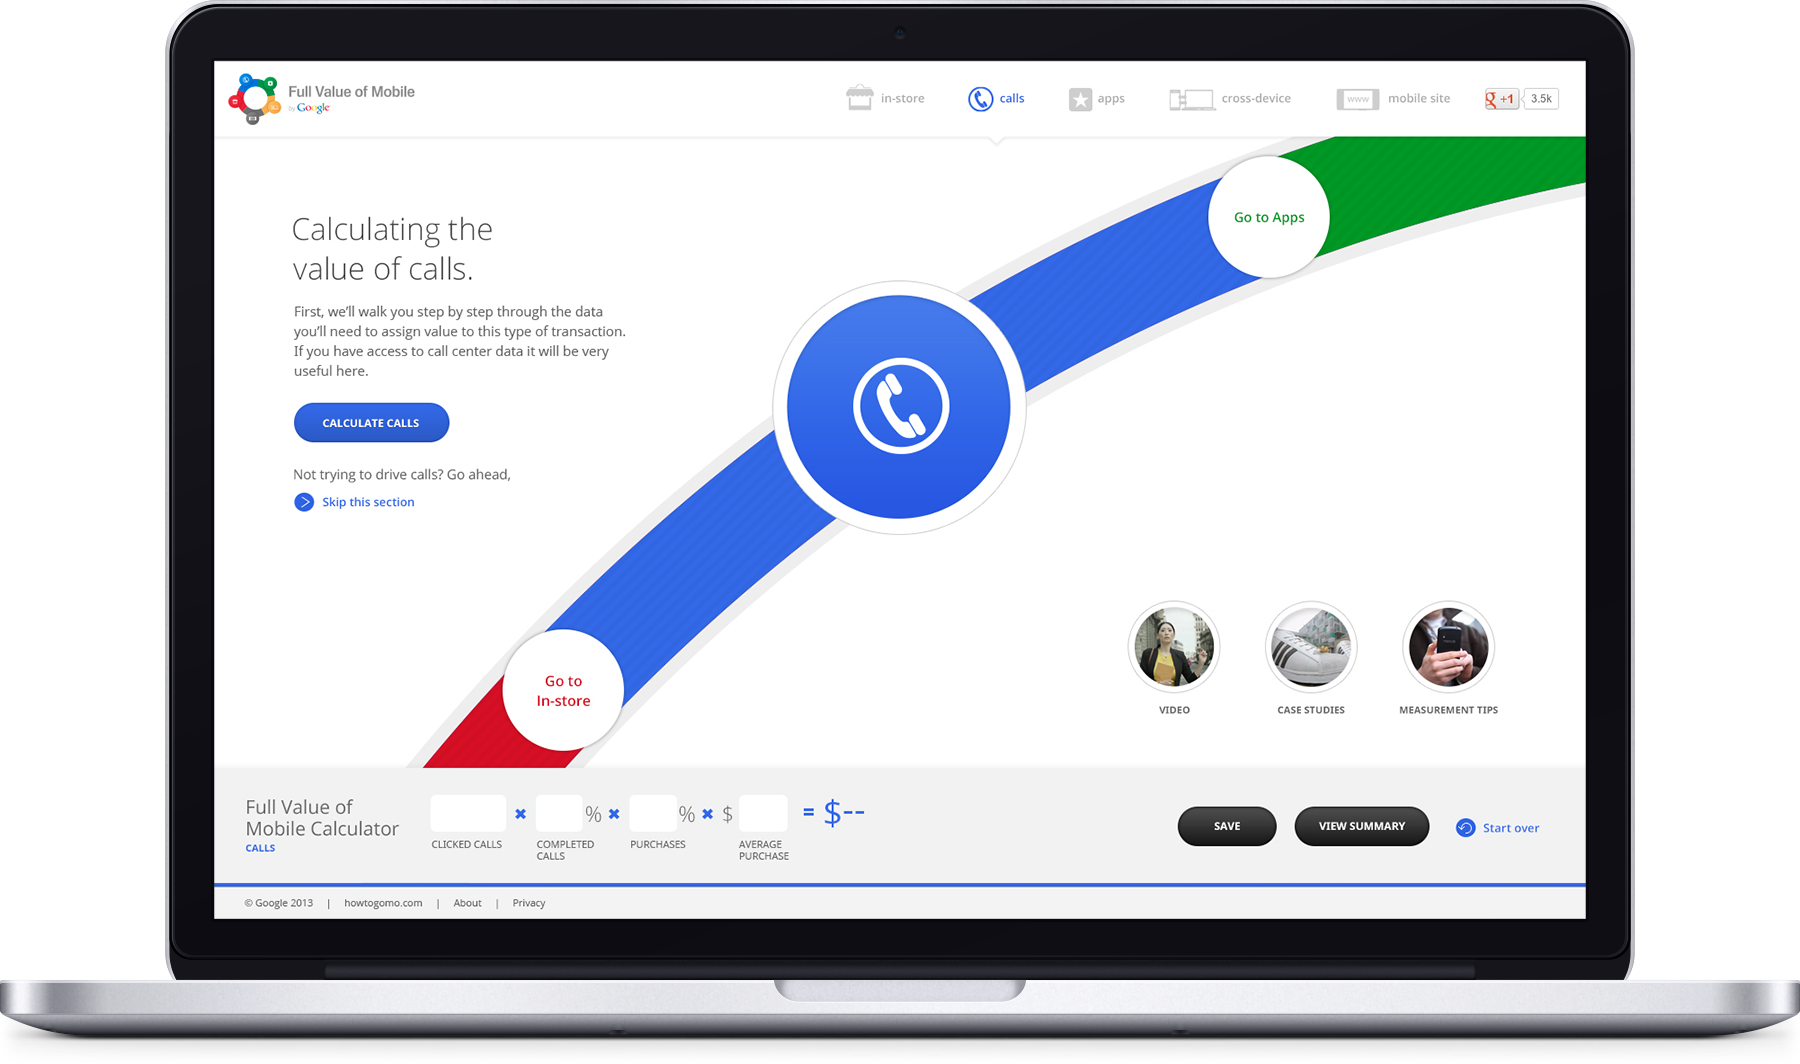 Full Value of Mobile
by Google
in-store
calls
apps
cross-device
www
mobile site
g +1
3.5k
Calculating the
value of calls.
First, we'll walk you step by step through the data
you'll need to assign value to this type of transaction.
If you have access to call center data it will be very
useful here.
CALCULATE CALLS
Not trying to drive calls? Go ahead,
Skip this section
Go to Apps
Go to
In-store
VIDEO
CASE STUDIES
MEASUREMENT TIPS
Full Value of
Mobile Calculator
CALLS
✖ % ✖ % ✖ $ = $--
CLICKED CALLS
COMPLETED
CALLS
PURCHASES
AVERAGE
PURCHASE
SAVE
VIEW SUMMARY
Start over
© Google 2013 | howtogomo.com | About | Privacy